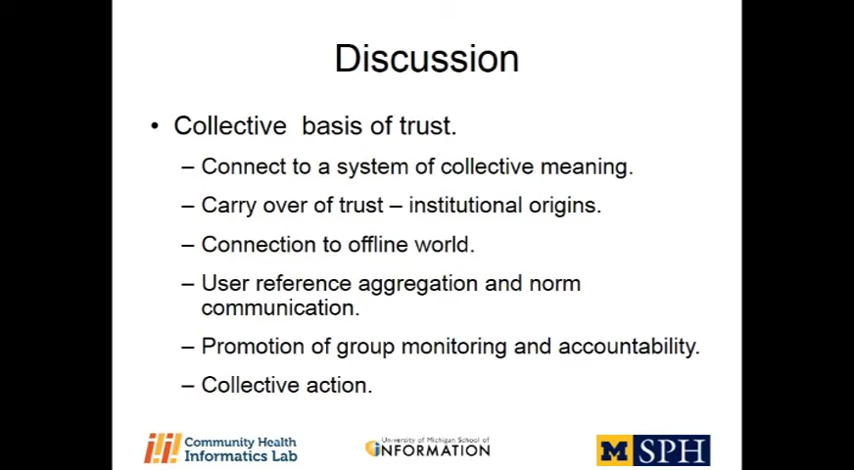 Discussion
• Collective basis of trust.
– Connect to a system of collective meaning.
– Carry over of trust – institutional origins.
– Connection to offline world.
– User reference aggregation and norm
communication.
– Promotion of group monitoring and accountability.
– Collective action.
Community Health
Informatics Lab
University of Michigan School of
INFORMATION
M SPH